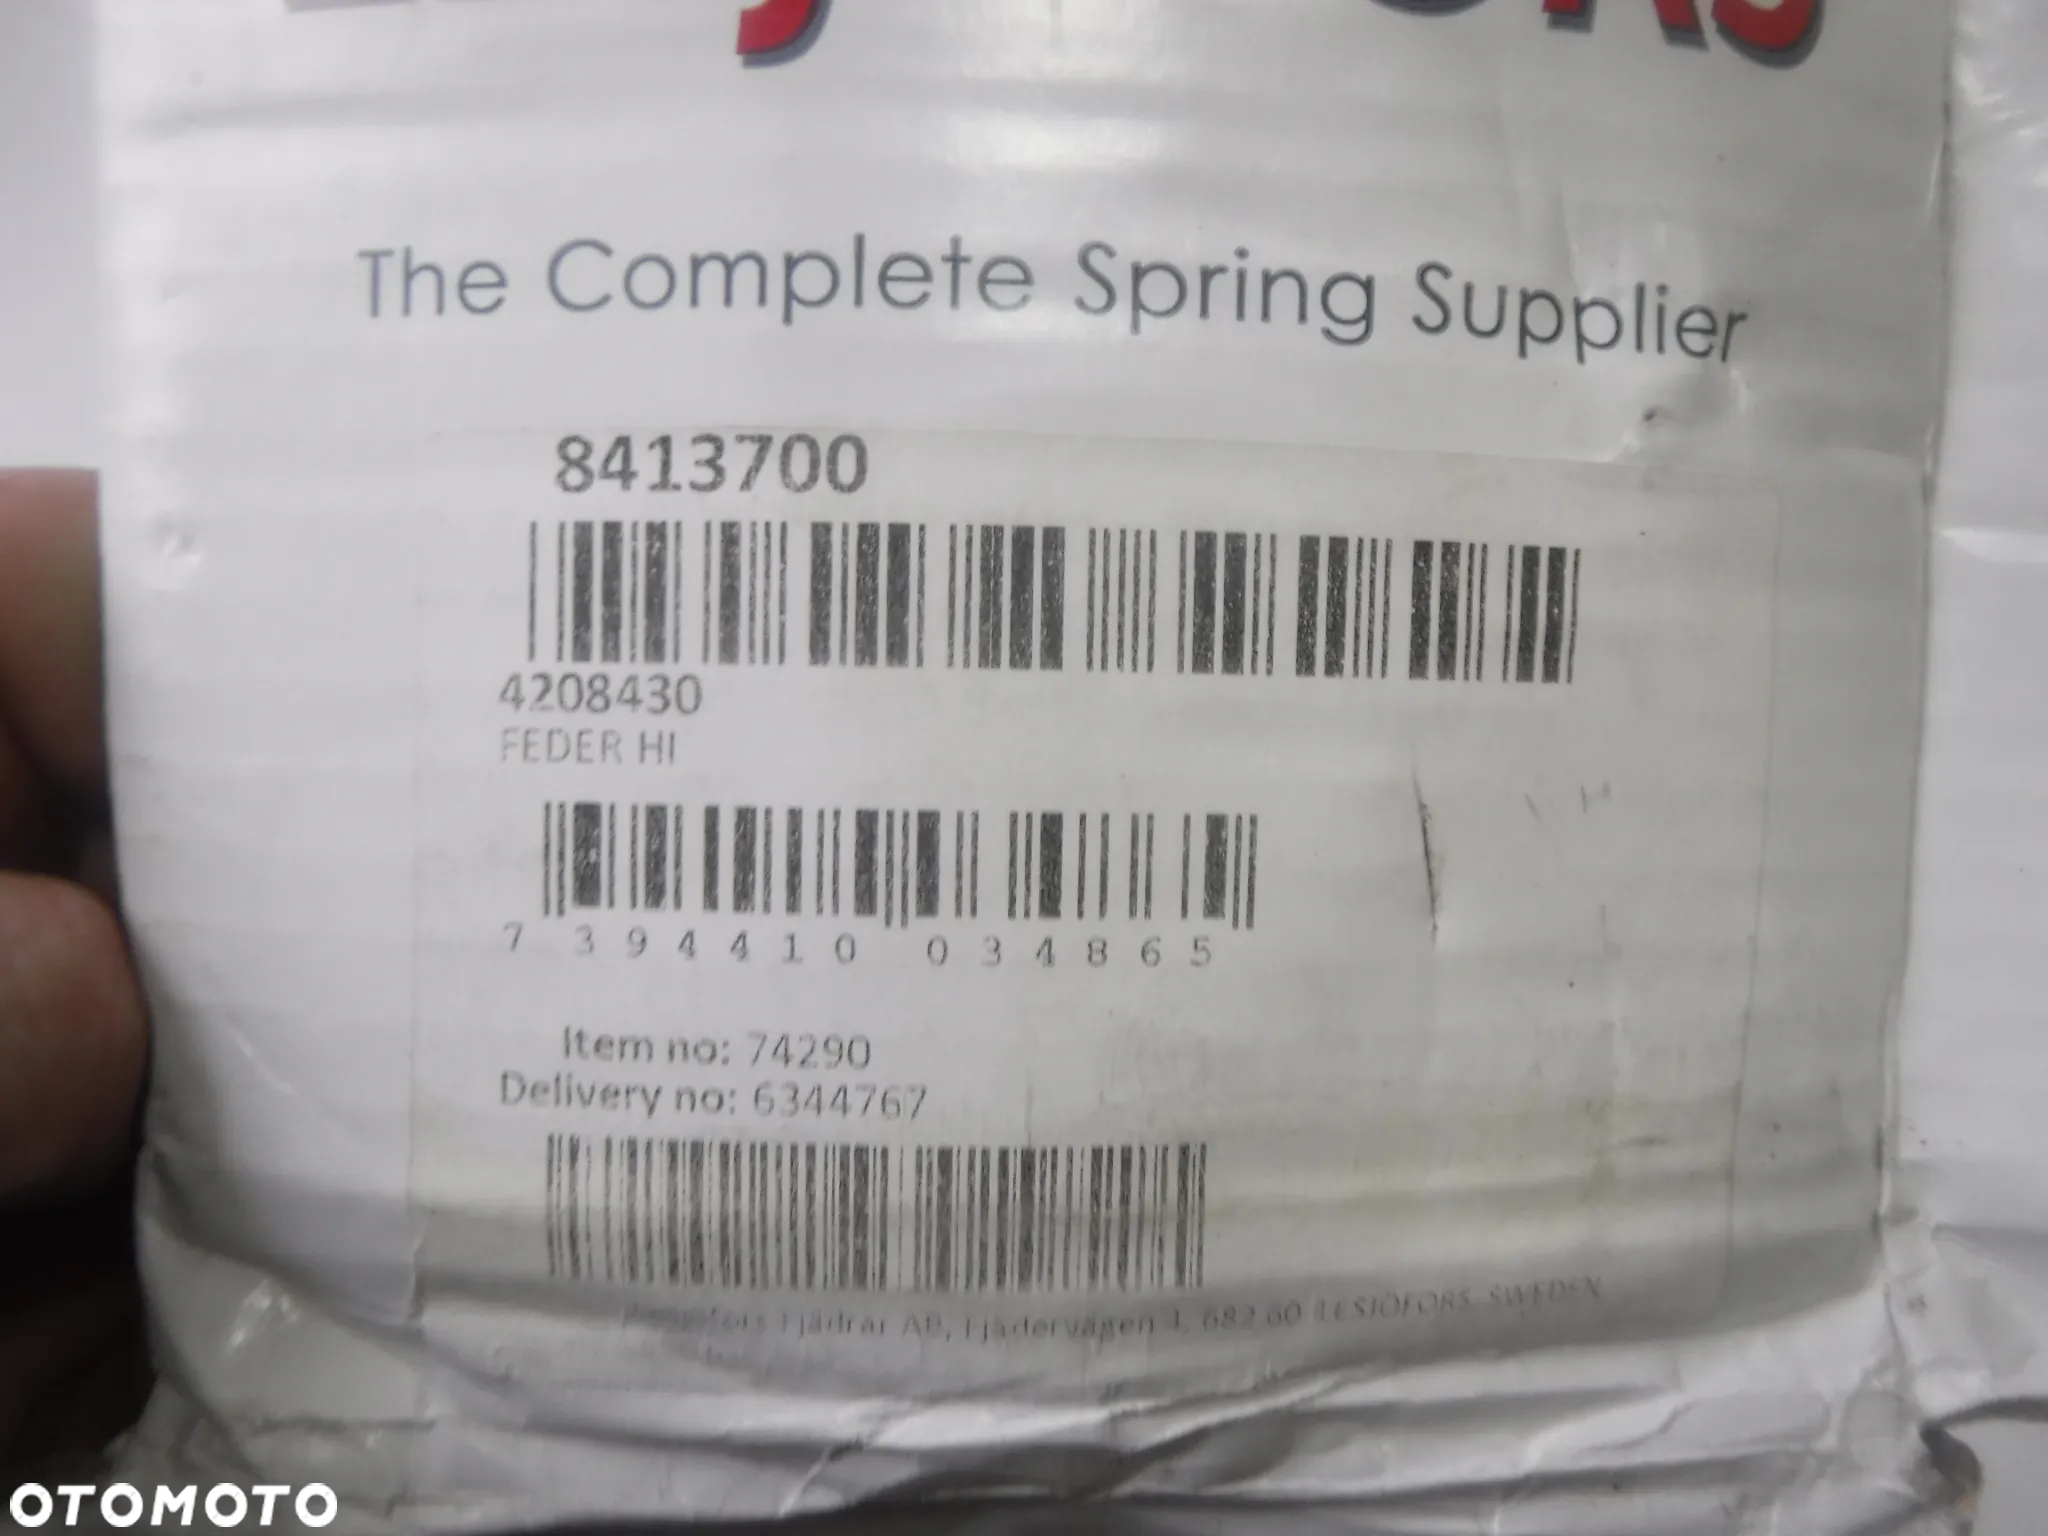 The Complete Spring Supplier
8413700
4208430
FEDER HI
7 394410 034865
Item no: 74290
Delivery no: 6344767
Fjädrar AB, Fjädervägen 4, 682 60 LESJÖFORS, SWEDEN
OTOMOTO